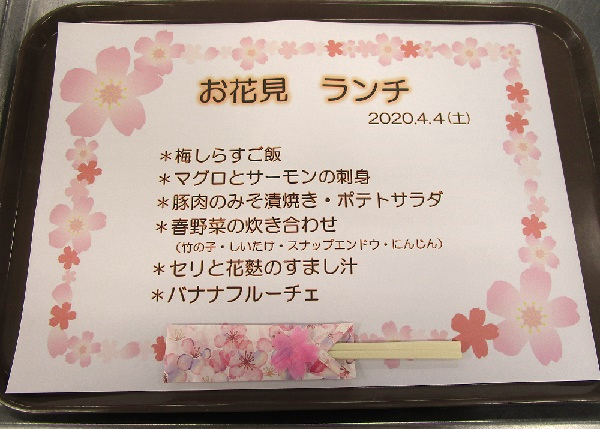 お花見　ランチ
2020.4.4(土)
＊梅しらすご飯
＊マグロとサーモンの刺身
＊豚肉のみそ漬焼き・ポテトサラダ
＊春野菜の炊き合わせ
（竹の子・しいたけ・スナップエンドウ・にんじん）
＊セリと花麩のすまし汁
＊バナナフルーチェ